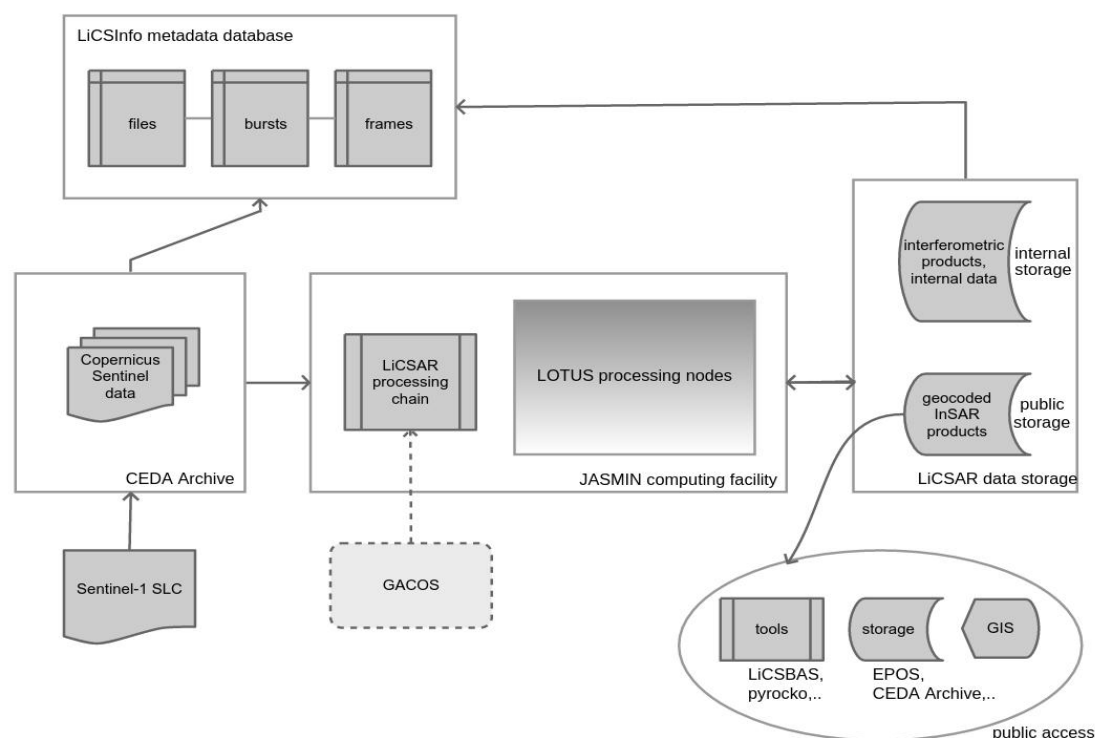 LiCSInfo metadata database
files
bursts
frames
interferometric
products,
internal data
internal
storage
Copernicus
Sentinel
data
LiCSAR
processing
chain
LOTUS processing nodes
geocoded
InSAR
products
public
storage
CEDA Archive
JASMIN computing facility
LiCSAR data storage
Sentinel-1 SLC
GACOS
tools
storage
GIS
LiCSBAS,
pyrocko,..
EPOS,
CEDA Archive,..
public access